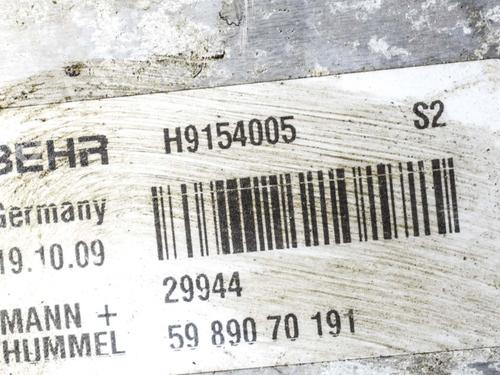 BEHR H9154005 S2
Germany
19.10.09
29944
MANN +
HUMMEL 59 890 70 191